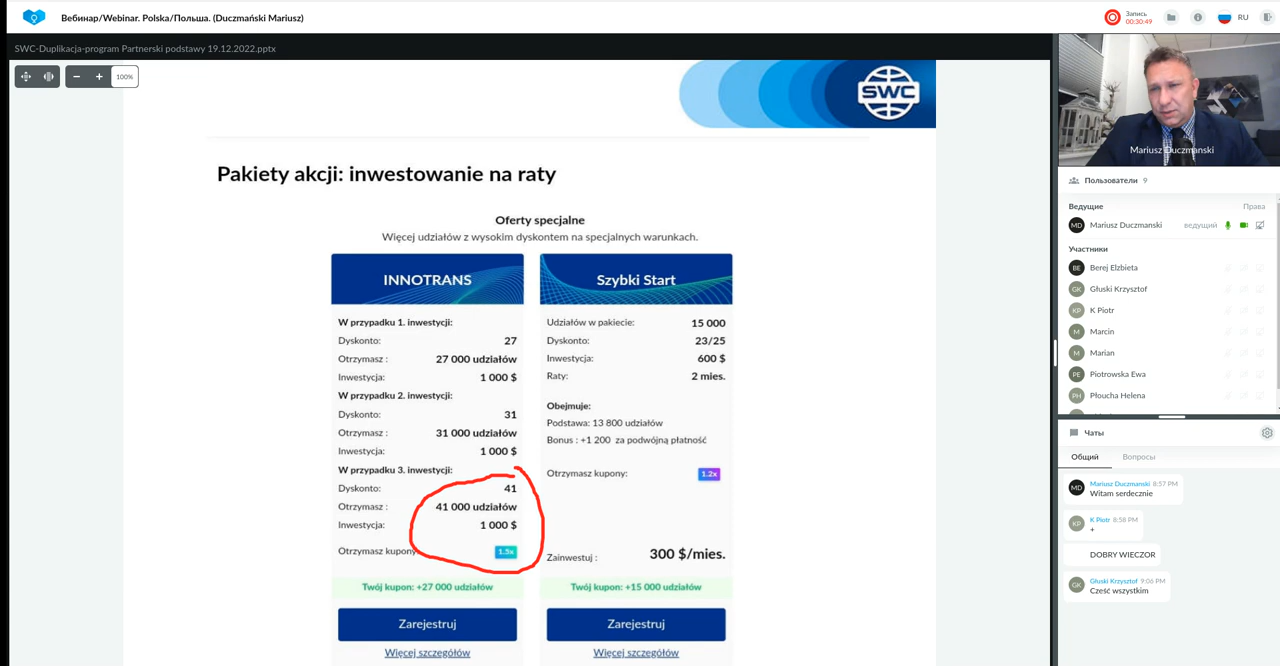 Вебинар/Webinar. Polska/Польша. (Duczmański Mariusz)
Запись
00:30:49
RU
SWC-Duplikacja-program Partnerski podstawy 19.12.2022.pptx
100%
SWC
Pakiety akcji: inwestowanie na raty
Oferty specjalne
Więcej udziałów z wysokim dyskontem na specjalnych warunkach.
INNOTRANS
W przypadku 1. inwestycji:
Dyskonto: 27
Otrzymasz : 27 000 udziałów
Inwestycja: 1 000 $
W przypadku 2. inwestycji:
Dyskonto: 31
Otrzymasz : 31 000 udziałów
Inwestycja: 1 000 $
W przypadku 3. inwestycji:
Dyskonto: 41
Otrzymasz : 41 000 udziałów
Inwestycja: 1 000 $
Otrzymasz kupony 1.5x
Twój kupon: +27 000 udziałów
Zarejestruj
Więcej szczegółów
Szybki Start
Udziałów w pakiecie: 15 000
Dyskonto: 23/25
Inwestycja: 600 $
Raty: 2 mies.
Obejmuje:
Podstawa: 13 800 udziałów
Bonus : +1 200 za podwójną płatność
Otrzymasz kupony: 1.2x
Zainwestuj : 300 $/mies.
Twój kupon: +15 000 udziałów
Zarejestruj
Więcej szczegółów
Mariusz Duczmanski
Пользователи 9
Ведущие Права
MD Mariusz Duczmanski ведущий
Участники
BE Berej Elzbieta
GK Głuski Krzysztof
KP K Piotr
M Marcin
M Marian
PE Piotrowska Ewa
PH Płoucha Helena
Чаты
Общий Вопросы
MD Mariusz Duczmanski 8:57 PM
Witam serdecznie
KP K Piotr 8:58 PM
+
DOBRY WIECZOR
GK Głuski Krzysztof 9:06 PM
Cześć wszystkim